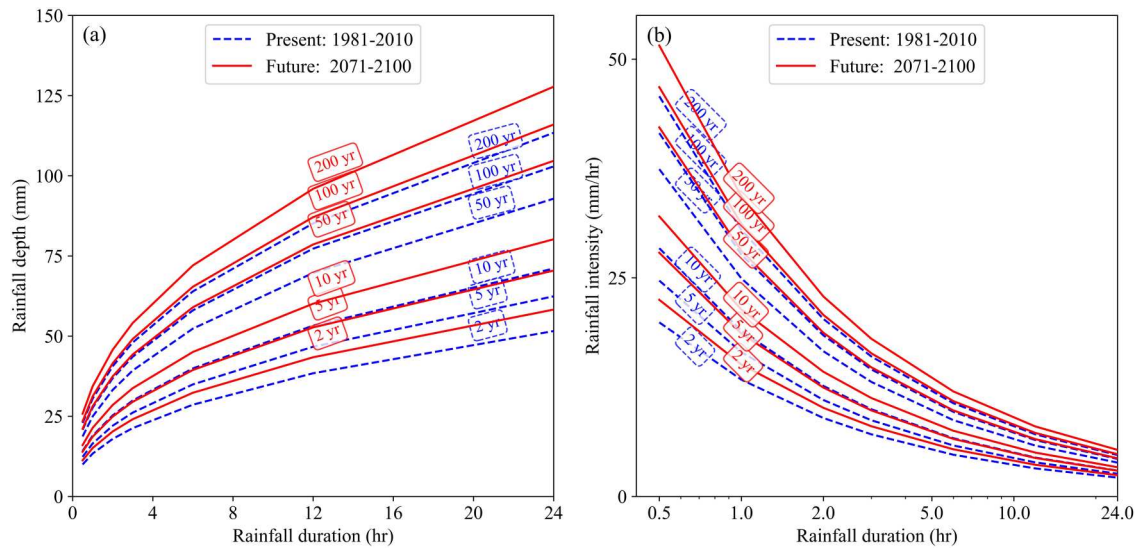 (a)
Present: 1981-2010
Future: 2071-2100
Rainfall depth (mm)
150
125
100
75
50
25
0
200 yr
100 yr
50 yr
10 yr
5 yr
2 yr
200 yr
100 yr
50 yr
10 yr
5 yr
2 yr
0
4
8
12
16
20
24
Rainfall duration (hr)
(b)
Present: 1981-2010
Future: 2071-2100
Rainfall intensity (mm/hr)
50
25
0
200 yr
100 yr
50 yr
10 yr
5 yr
2 yr
200 yr
100 yr
50 yr
10 yr
5 yr
2 yr
0.5
1.0
2.0
5.0
10.0
24.0
Rainfall duration (hr)